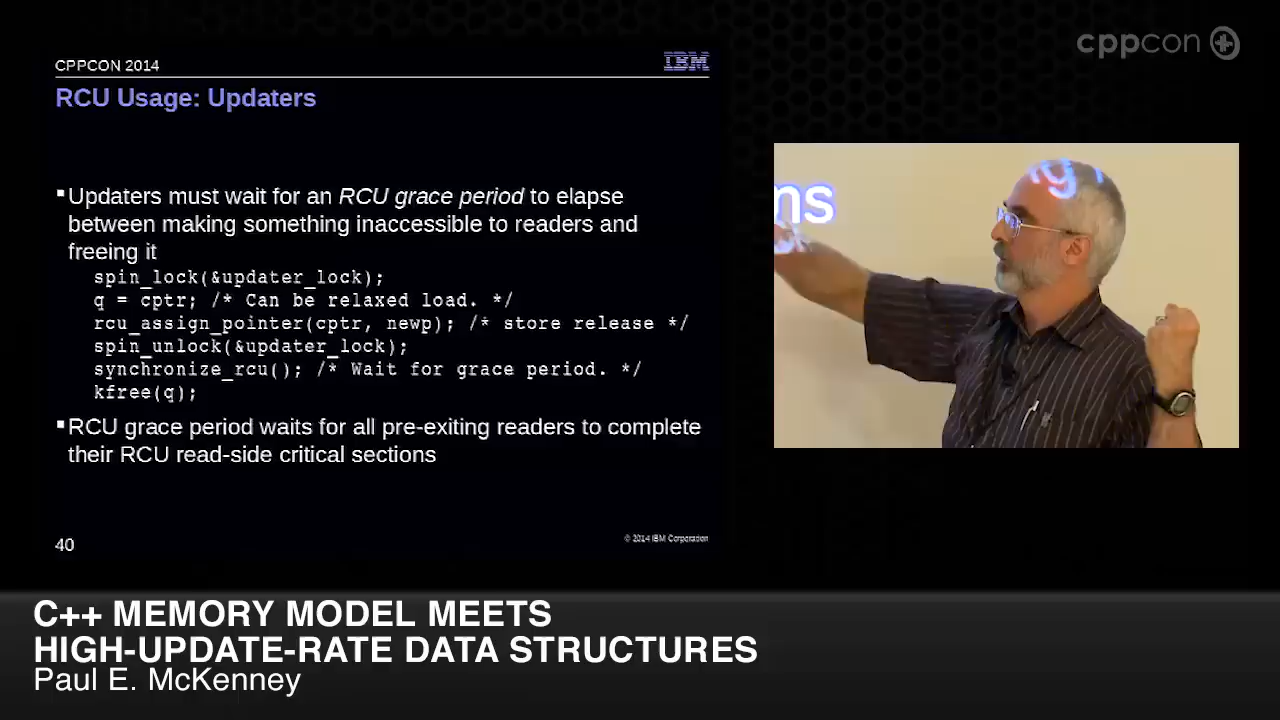 cppcon
CPPCON 2014
IBM
RCU Usage: Updaters
Updaters must wait for an RCU grace period to elapse
between making something inaccessible to readers and
freeing it
spin_lock(&updater_lock);
q = cptr; /* Can be relaxed load. */
rcu_assign_pointer(cptr, newp); /* store release */
spin_unlock(&updater_lock);
synchronize_rcu(); /* Wait for grace period. */
kfree(q);
RCU grace period waits for all pre-exiting readers to complete
their RCU read-side critical sections
40
© 2014 IBM Corporation
ms
C++ MEMORY MODEL MEETS
HIGH-UPDATE-RATE DATA STRUCTURES
Paul E. McKenney